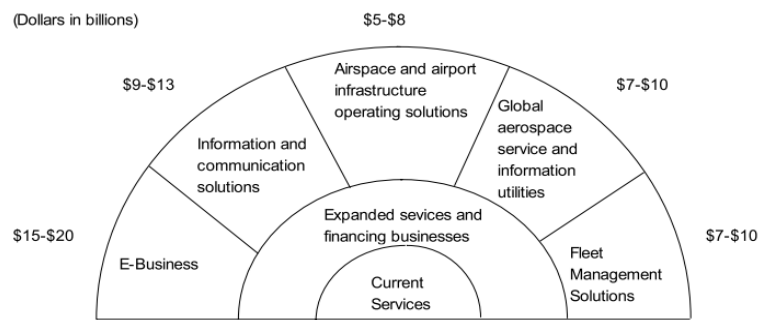 (Dollars in billions)
$5-$8
$9-$13
$7-$10
Airspace and airport
infrastructure
operating solutions
Information and
communication
solutions
Global
aerospace
service and
information
utilities
$15-$20
E-Business
Expanded sevices and
financing businesses
Fleet
Management
Solutions
$7-$10
Current
Services